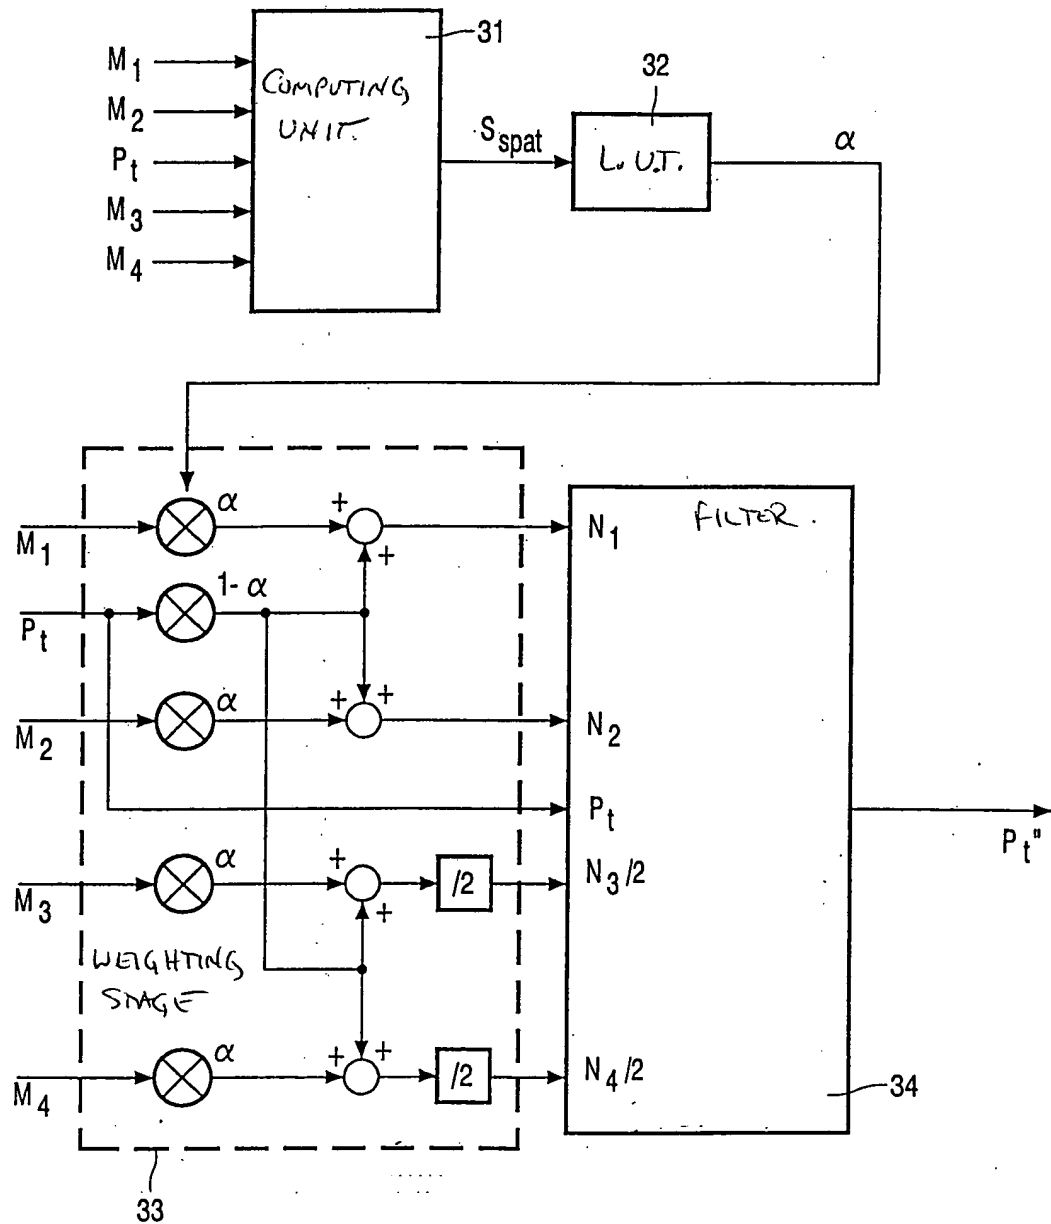 31
M1
COMPUTING
M2
UNIT.
Pt
M3
M4
Sspat
32
L.U.T.
α
M1
α
+
+
N1
FILTER.
Pt
1- α
M2
α
+
+
N2
Pt
Pt"
M3
α
+
+
/2
N3/2
WEIGHTING
STAGE
M4
α
+
+
/2
N4/2
34
33